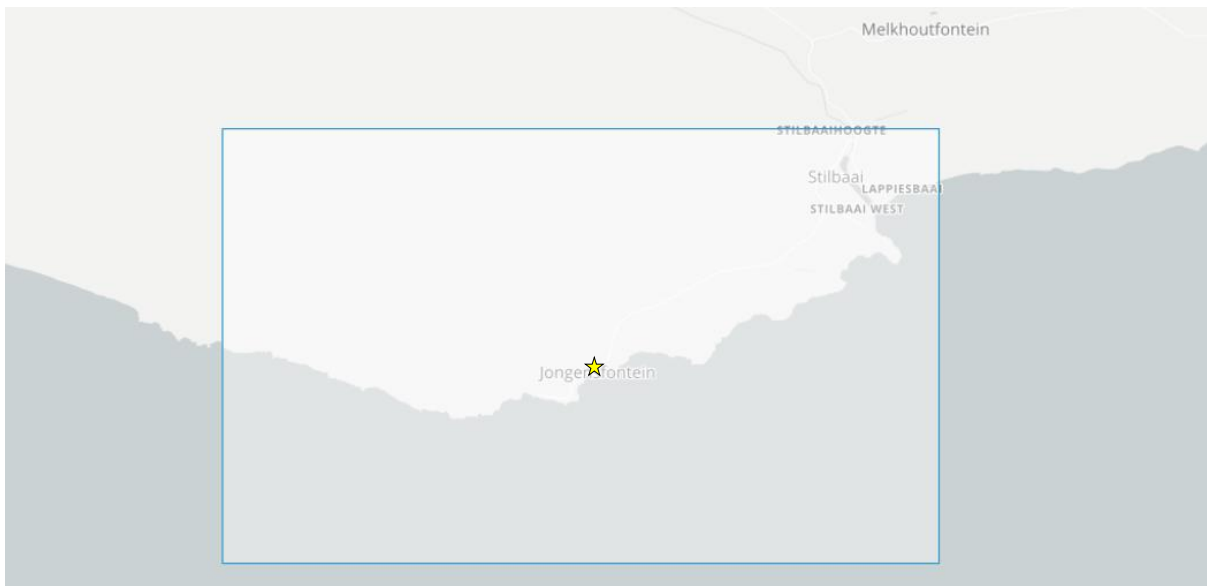 Melkhoutfontein
STILBAAIHOOGTE
Stilbaai
LAPPIESBAAI
STILBAAI WEST
Jongensfontein